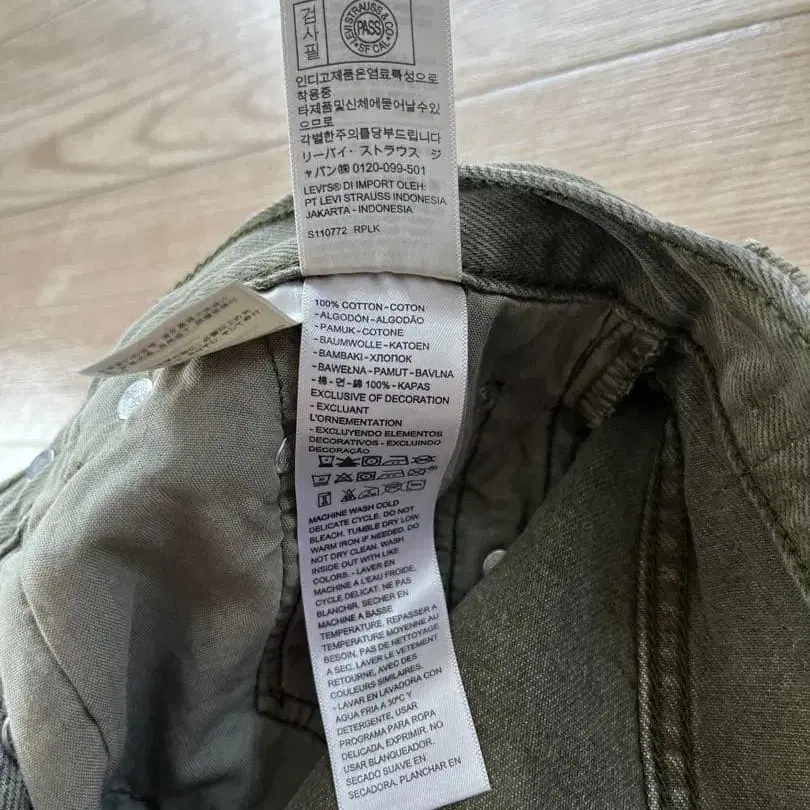 검사필
LEVI STRAUSS & CO.
PASS
SF CAL.
인디고제품은염료특성으로
착용중
타제품및신체에묻어날수있
으므로
각별한주의를당부드립니다
リーバイ・ストラウス ジ
ャパン㈱ 0120-099-501
LEVI'S® DI IMPORT OLEH:
PT LEVI STRAUSS INDONESIA
JAKARTA - INDONESIA
S110772 RPLK
100% COTTON - COTON
- ALGODÓN - ALGODÃO
- PAMUK - COTONE
- BAUMWOLLE - KATOEN
- BAMBAKI - ХЛОПОК
- BAWEŁNA - PAMUT - BAVLNA
- 棉 - 면 - 綿 100% - KAPAS
EXCLUSIVE OF DECORATION
- EXCLUANT
L'ORNEMENTATION
- EXCLUYENDO ELEMENTOS
DECORATIVOS - EXCLUINDO
DECORAÇÃO
MACHINE WASH COLD
DELICATE CYCLE. DO NOT
BLEACH. TUMBLE DRY LOW.
WARM IRON IF NEEDED. DO
NOT DRY CLEAN. WASH
INSIDE OUT WITH LIKE
COLORS. - LAVER EN
MACHINE A L'EAU FROIDE,
CYCLE DELICAT. NE PAS
BLANCHIR. SECHER EN
MACHINE A BASSE
TEMPERATURE. REPASSER A
TEMPERATURE MOYENNE AU
BESOIN. PAS DE NETTOYAGE
A SEC. LAVER LE VETEMENT
RETOURNE, AVEC DES
COULEURS SIMILAIRES.
- LAVAR EN LAVADORA CON
AGUA FRIA A 30°C Y
DETERGENTE, USAR
PROGRAMA PARA ROPA
DELICADA, EXPRIMIR. NO
USAR BLANQUEADOR.
SECADO SUAVE EN
SECADORA, PLANCHAR EN